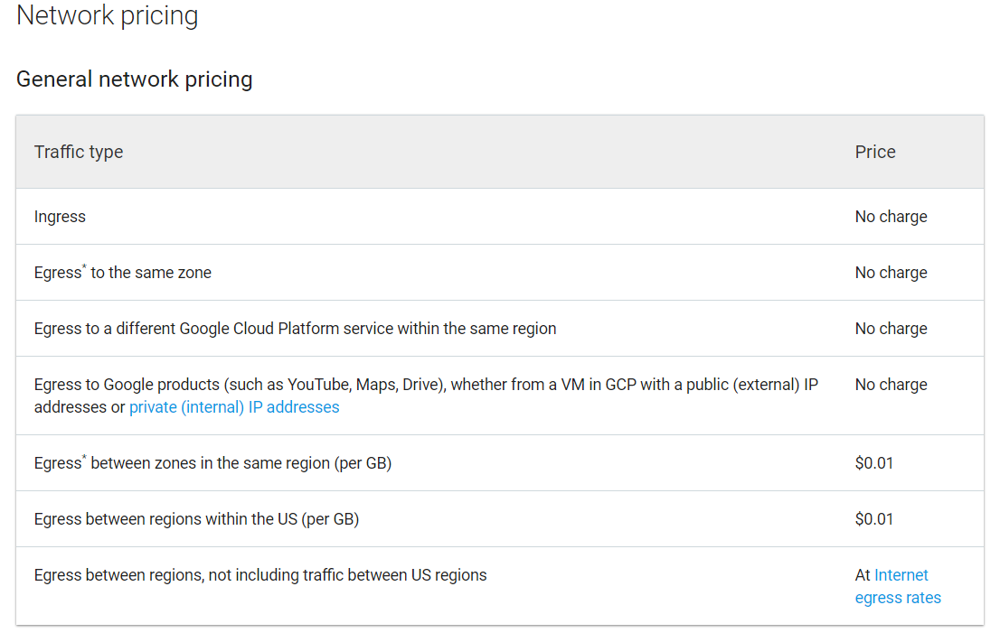 Network pricing
General network pricing
Traffic type Price
Ingress No charge
Egress* to the same zone No charge
Egress to a different Google Cloud Platform service within the same region No charge
Egress to Google products (such as YouTube, Maps, Drive), whether from a VM in GCP with a public (external) IP No charge
addresses or private (internal) IP addresses
Egress* between zones in the same region (per GB) $0.01
Egress between regions within the US (per GB) $0.01
Egress between regions, not including traffic between US regions At Internet
egress rates